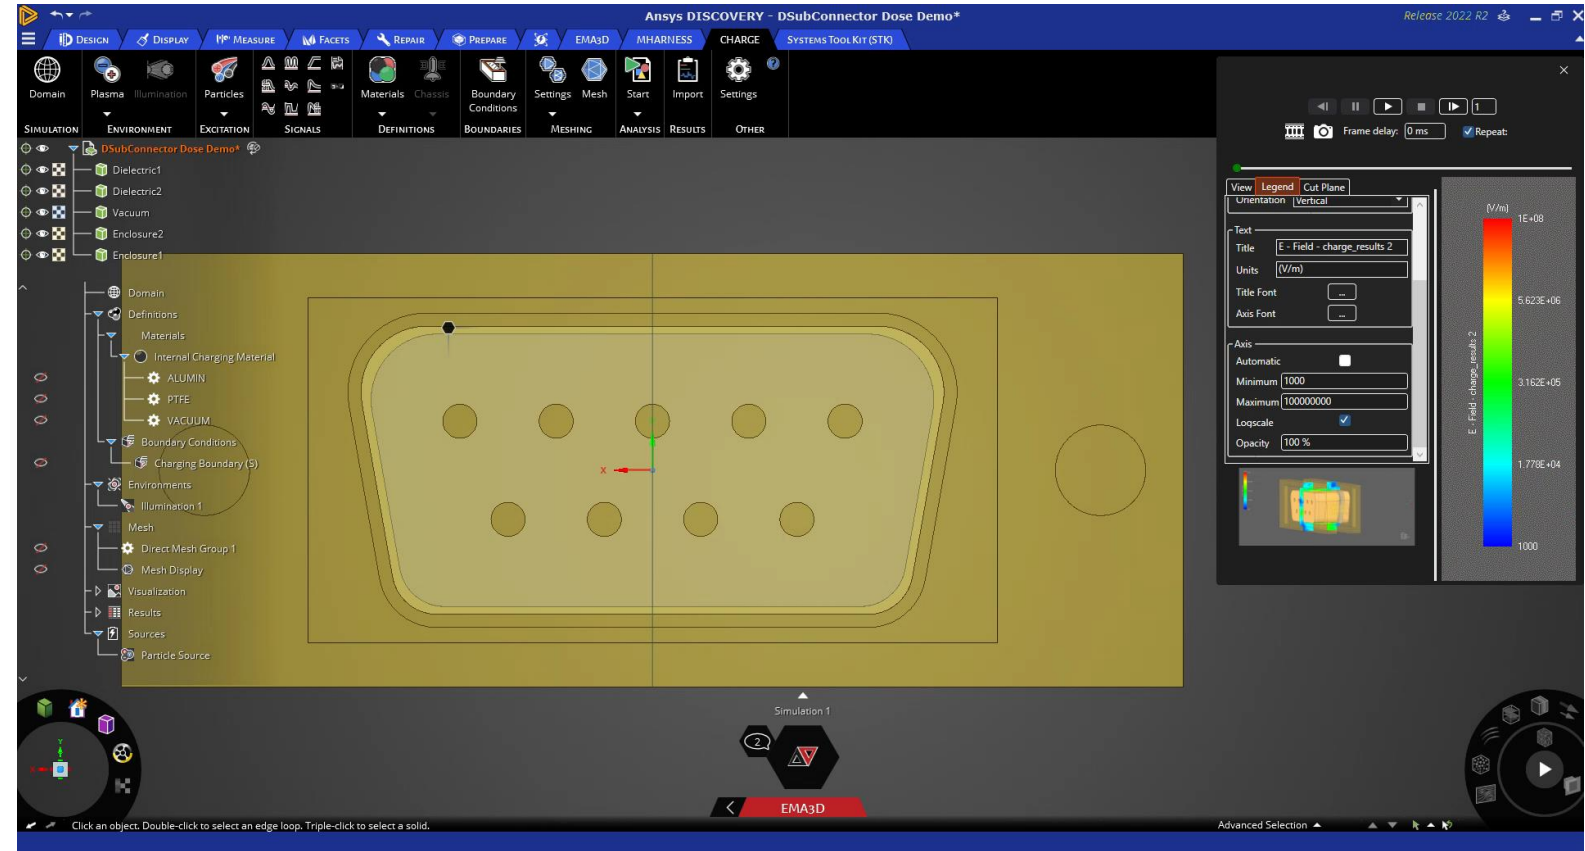 Ansys DISCOVERY - DSubConnector Dose Demo*
Release 2022 R2
DESIGN
DISPLAY
MEASURE
FACETS
REPAIR
PREPARE
EMA3D
MHARNESS
CHARGE
SYSTEMS TOOL KIT (STK)
Domain
Plasma
Illumination
Particles
Materials
Chassis
Boundary
Conditions
Settings
Mesh
Start
Import
Settings
SIMULATION
ENVIRONMENT
EXCITATION
SIGNALS
DEFINITIONS
BOUNDARIES
MESHING
ANALYSIS
RESULTS
OTHER
DSubConnector Dose Demo*
Dielectric1
Dielectric2
Vacuum
Enclosure2
Enclosure1
Domain
Definitions
Materials
Internal Charging Material
ALUMIN
PTFE
VACUUM
Boundary Conditions
Charging Boundary (5)
Environments
Illumination 1
Mesh
Direct Mesh Group 1
Mesh Display
Visualization
Results
Sources
Particle Source
X
1
Frame delay: 0 ms
Repeat:
View Legend Cut Plane
Orientation Vertical
Text
Title E - Field - charge_results 2
Units (V/m)
Title Font ...
Axis Font ...
Axis
Automatic
Minimum 1000
Maximum 100000000
Logscale
Opacity 100 %
(V/m)
1E+08
5.623E+06
3.162E+05
1.778E+04
1000
E - Field - charge_results 2
Simulation 1
2
EMA3D
Y
Click an object. Double-click to select an edge loop. Triple-click to select a solid.
Advanced Selection